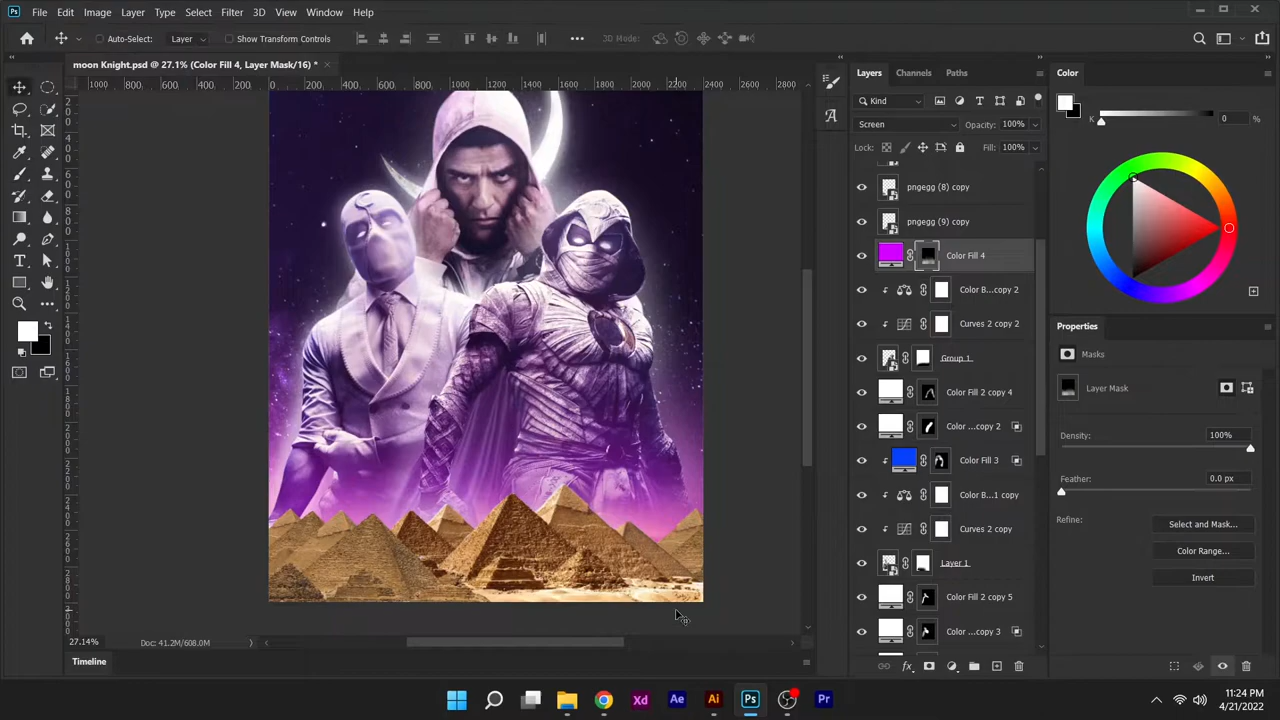 Ps File Edit Image Layer Type Select Filter 3D View Window Help
Auto-Select: Layer Show Transform Controls 3D Mode:
moon Knight.psd @ 27.1% (Color Fill 4, Layer Mask/16) *
1000 800 600 400 200 0 200 400 600 800 1000 1200 1400 1600 1800 2000 2200 2400 2600 2800
Layers Channels Paths
Kind
Screen Opacity: 100%
Lock: Fill: 100%
pngegg (8) copy
pngegg (9) copy
Color Fill 4
Color B...copy 2
Curves 2 copy 2
Group 1
Color Fill 2 copy 4
Color ...copy 2
Color Fill 3
Color B...1 copy
Curves 2 copy
Layer 1
Color Fill 2 copy 5
Color ...copy 3
Color
K 0 %
Properties
Masks
Layer Mask
Density: 100%
Feather: 0.0 px
Refine: Select and Mask...
Color Range...
Invert
27.14% Doc: 41.2M/608.0M
Timeline
Xd Ae Ai Ps Pr
11:24 PM
4/21/2022